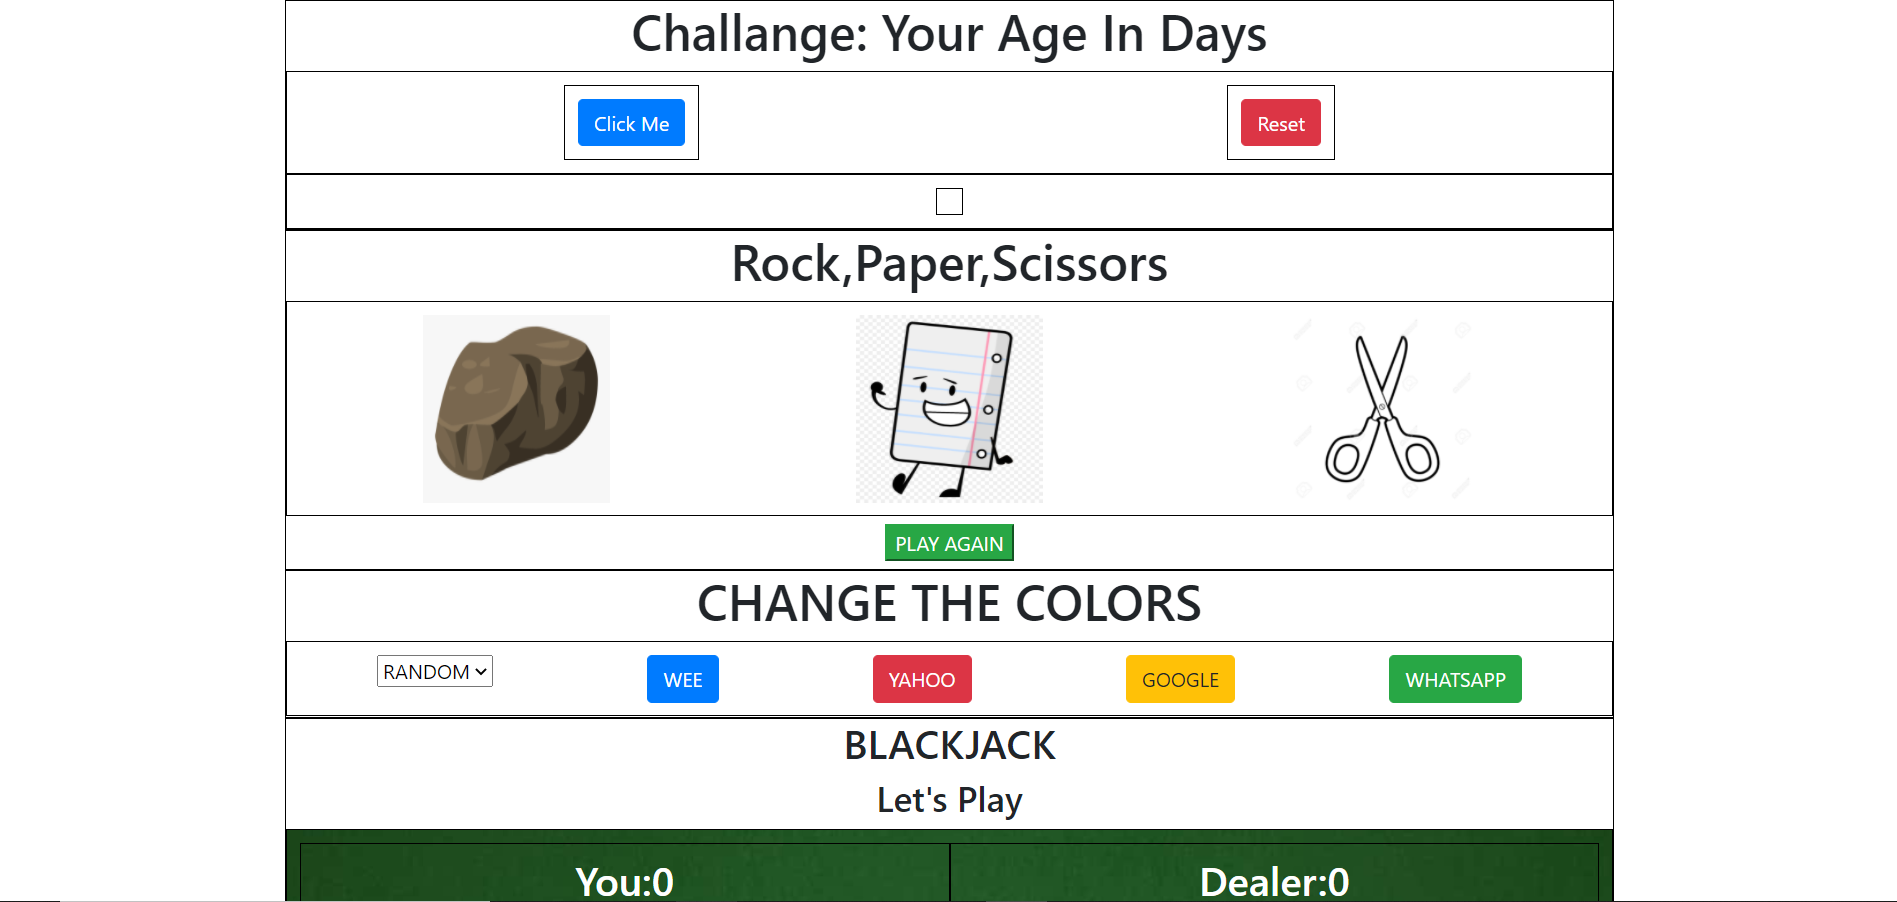 Challange: Your Age In Days
Click Me
Reset
Rock,Paper,Scissors
PLAY AGAIN
CHANGE THE COLORS
RANDOM
WEE
YAHOO
GOOGLE
WHATSAPP
BLACKJACK
Let's Play
You:0
Dealer:0